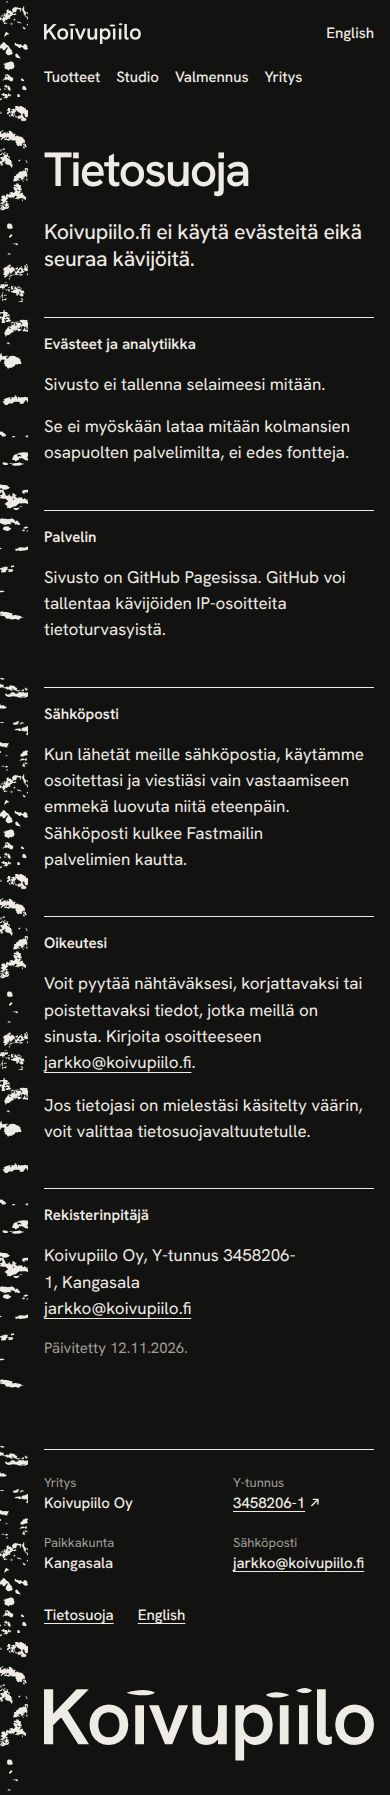 Koivupiilo
English
Tuotteet Studio Valmennus Yritys
Tietosuoja
Koivupiilo.fi ei käytä evästeitä eikä
seuraa kävijöitä.
Evästeet ja analytiikka
Sivusto ei tallenna selaimeesi mitään.
Se ei myöskään lataa mitään kolmansien
osapuolten palvelimilta, ei edes fontteja.
Palvelin
Sivusto on GitHub Pagesissa. GitHub voi
tallentaa kävijöiden IP-osoitteita
tietoturvasyistä.
Sähköposti
Kun lähetät meille sähköpostia, käytämme
osoitettasi ja viestiäsi vain vastaamiseen
emmekä luovuta niitä eteenpäin.
Sähköposti kulkee Fastmailin
palvelimien kautta.
Oikeutesi
Voit pyytää nähtäväksesi, korjattavaksi tai
poistettavaksi tiedot, jotka meillä on
sinusta. Kirjoita osoitteeseen
jarkko@koivupiilo.fi.
Jos tietojasi on mielestäsi käsitelty väärin,
voit valittaa tietosuojavaltuutetulle.
Rekisterinpitäjä
Koivupiilo Oy, Y-tunnus 3458206-
1, Kangasala
jarkko@koivupiilo.fi
Päivitetty 12.11.2026.
Yritys
Koivupiilo Oy
Y-tunnus
3458206-1 ↗
Paikkakunta
Kangasala
Sähköposti
jarkko@koivupiilo.fi
Tietosuoja English
Koivupiilo